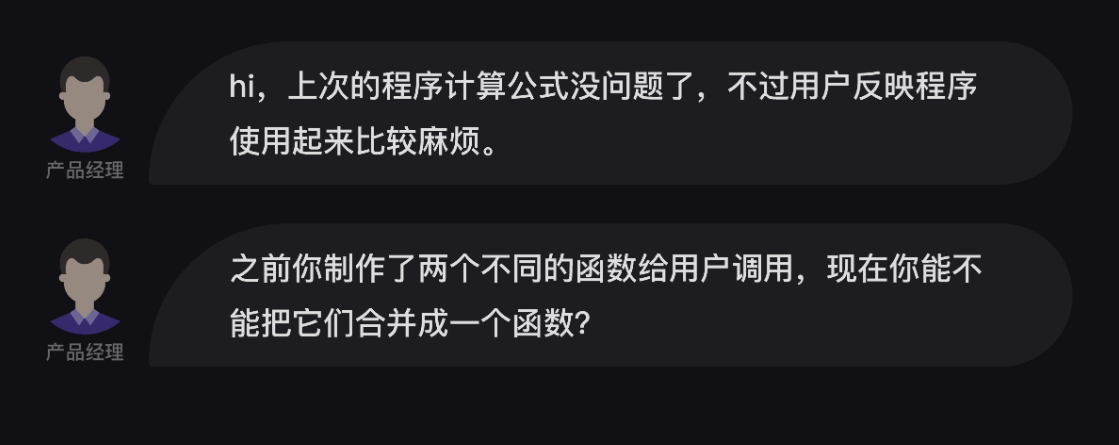 hi，上次的程序计算公式没问题了，不过用户反映程序
使用起来比较麻烦。
产品经理
之前你制作了两个不同的函数给用户调用，现在你能不
能把它们合并成一个函数？
产品经理